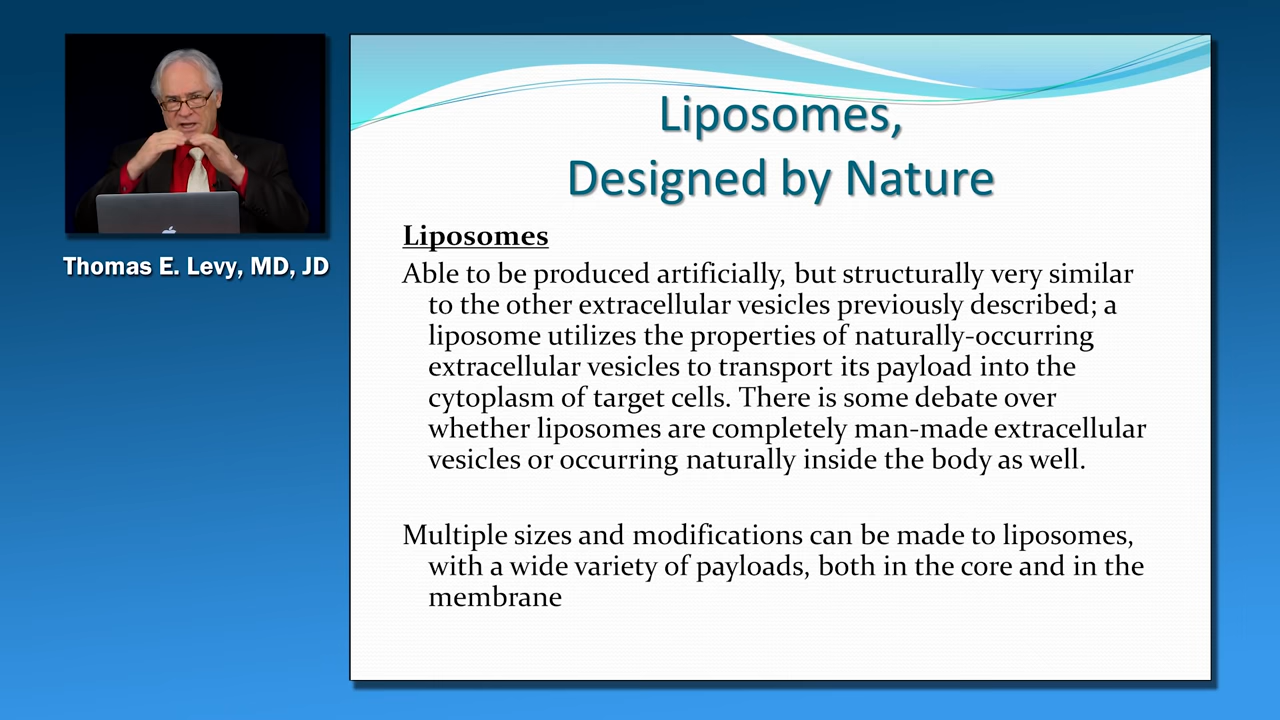 Thomas E. Levy, MD, JD
Liposomes,
Designed by Nature
Liposomes
Able to be produced artificially, but structurally very similar
to the other extracellular vesicles previously described; a
liposome utilizes the properties of naturally-occurring
extracellular vesicles to transport its payload into the
cytoplasm of target cells. There is some debate over
whether liposomes are completely man-made extracellular
vesicles or occurring naturally inside the body as well.
Multiple sizes and modifications can be made to liposomes,
with a wide variety of payloads, both in the core and in the
membrane